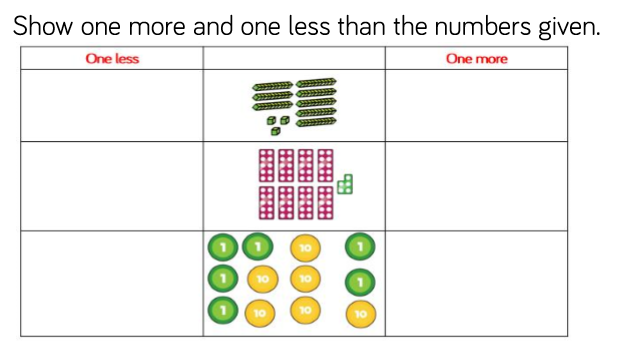 Show one more and one less than the numbers given.
One less One more
1 1 10 1
1 10 10 1
1 10 10 10